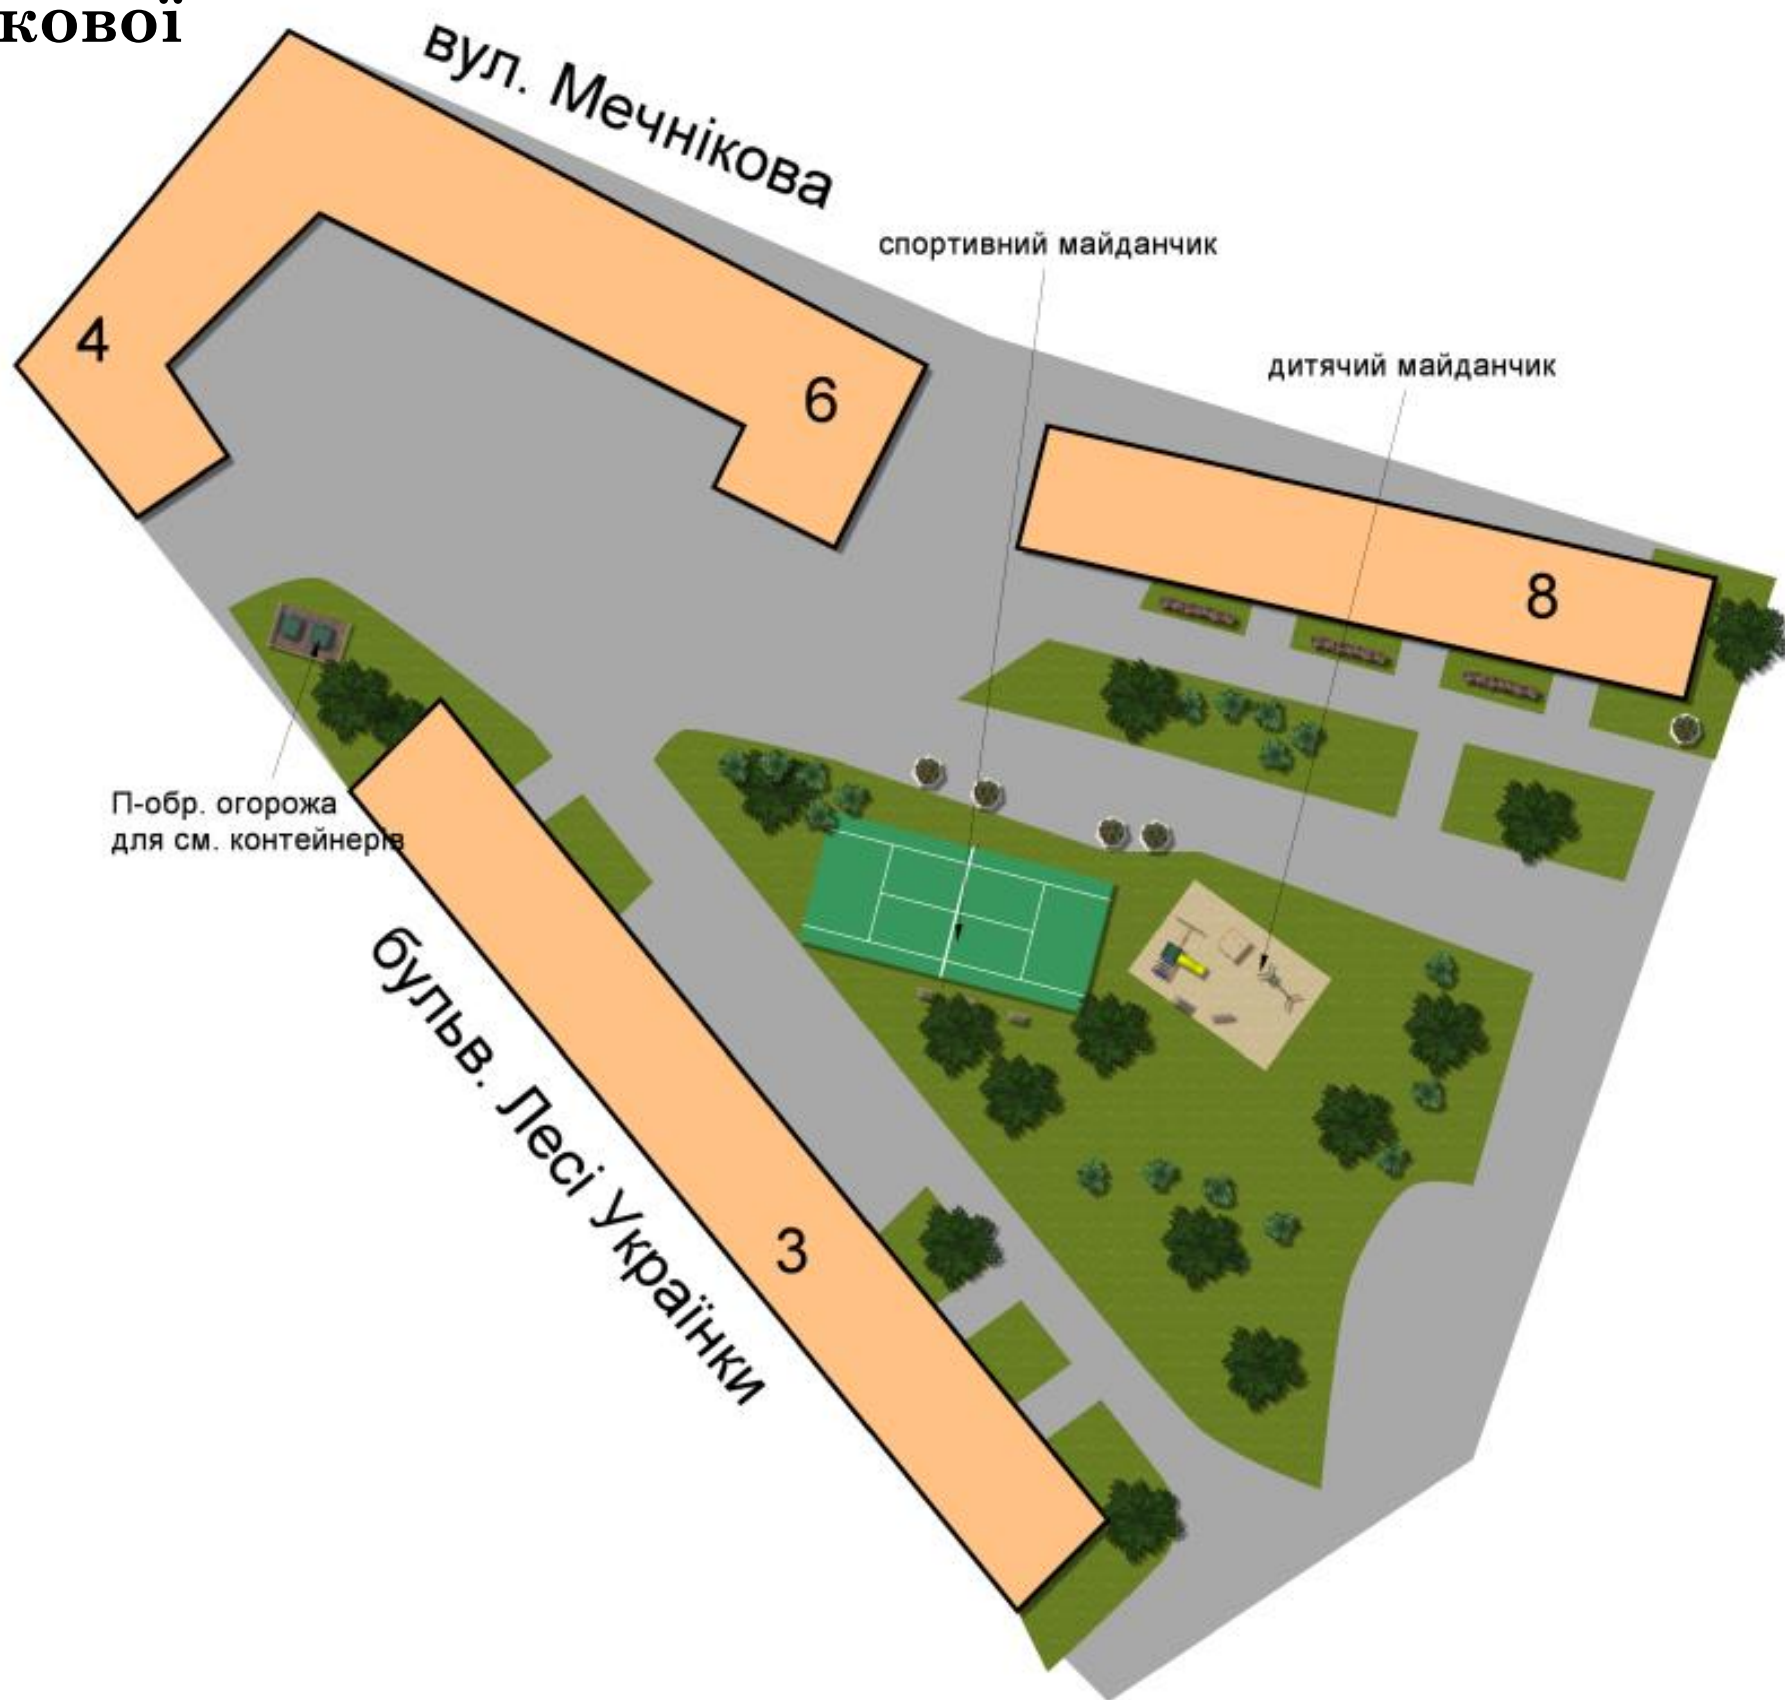 кової
вул. Мечнікова
спортивний майданчик
дитячий майданчик
4
6
8
П-обр. огорожа
для см. контейнерів
бульв. Лесі Українки
3